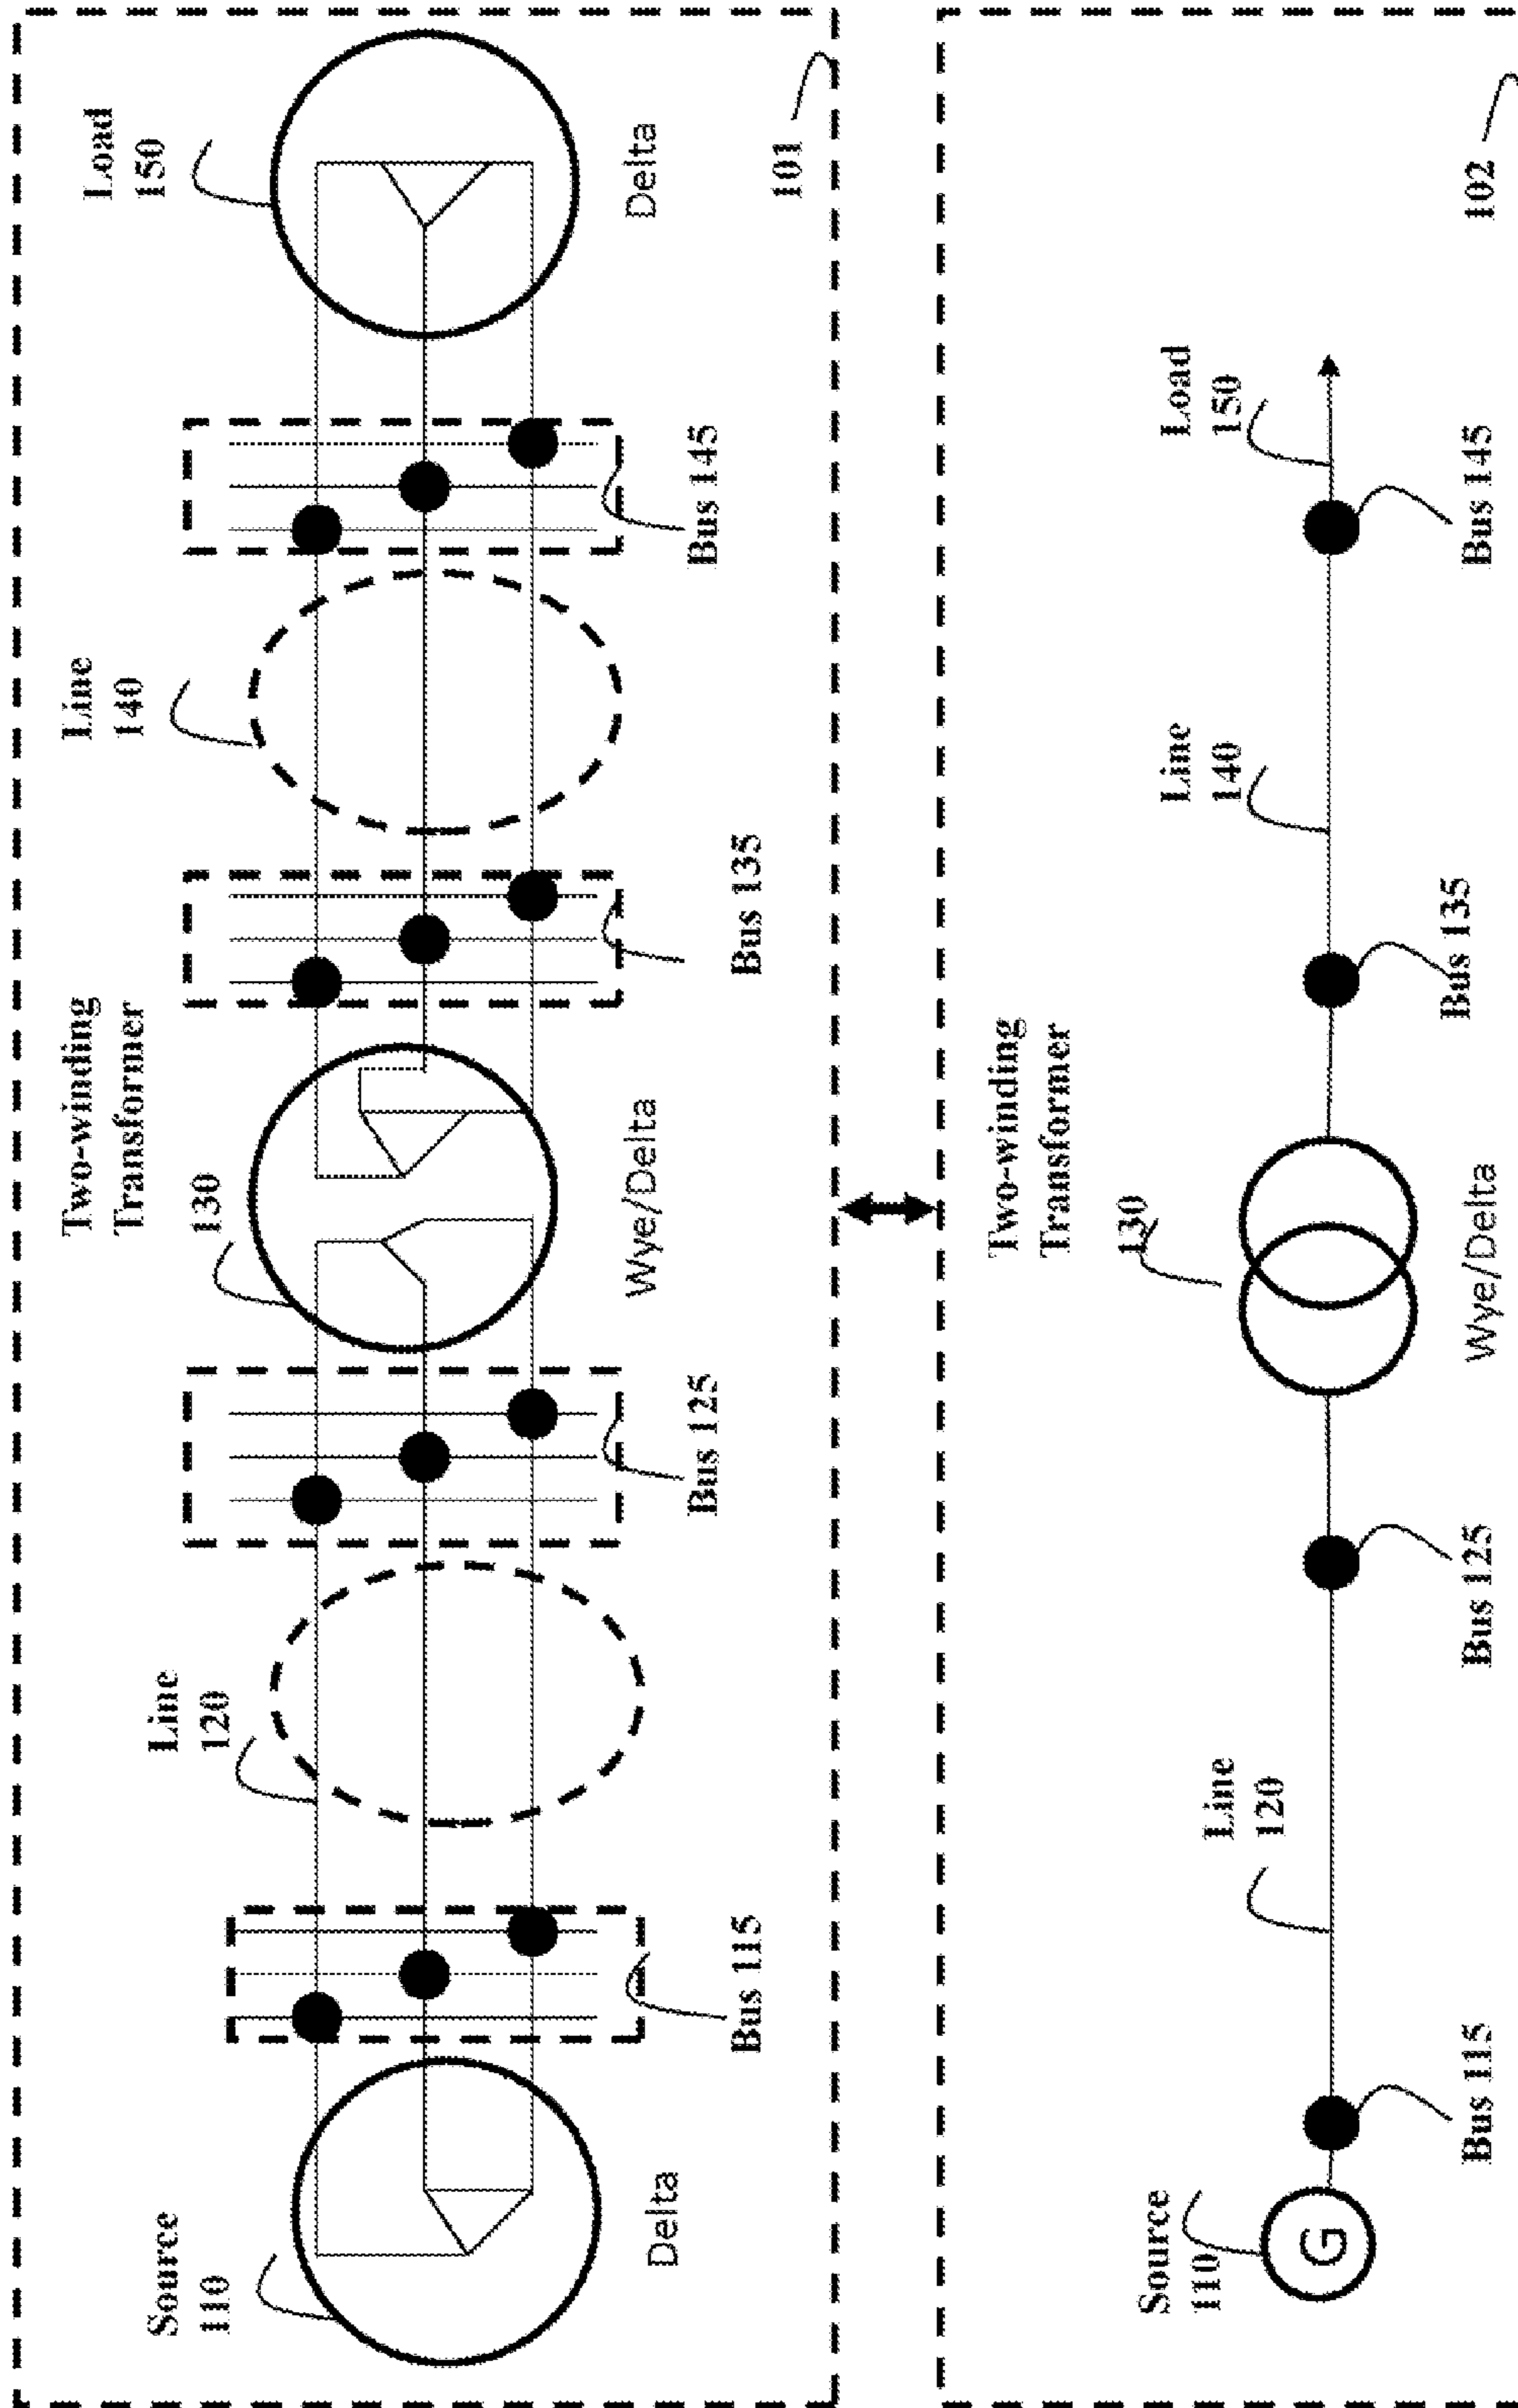 Source
110
Delta
Bus 115
Line
120
Bus 125
Two-winding
Transformer
130
Wye/Delta
Bus 135
Line
140
Bus 145
Load
150
Delta
101
Source
110
G
Bus 115
Line
120
Bus 125
Two-winding
Transformer
130
Wye/Delta
Bus 135
Line
140
Bus 145
Load
150
102